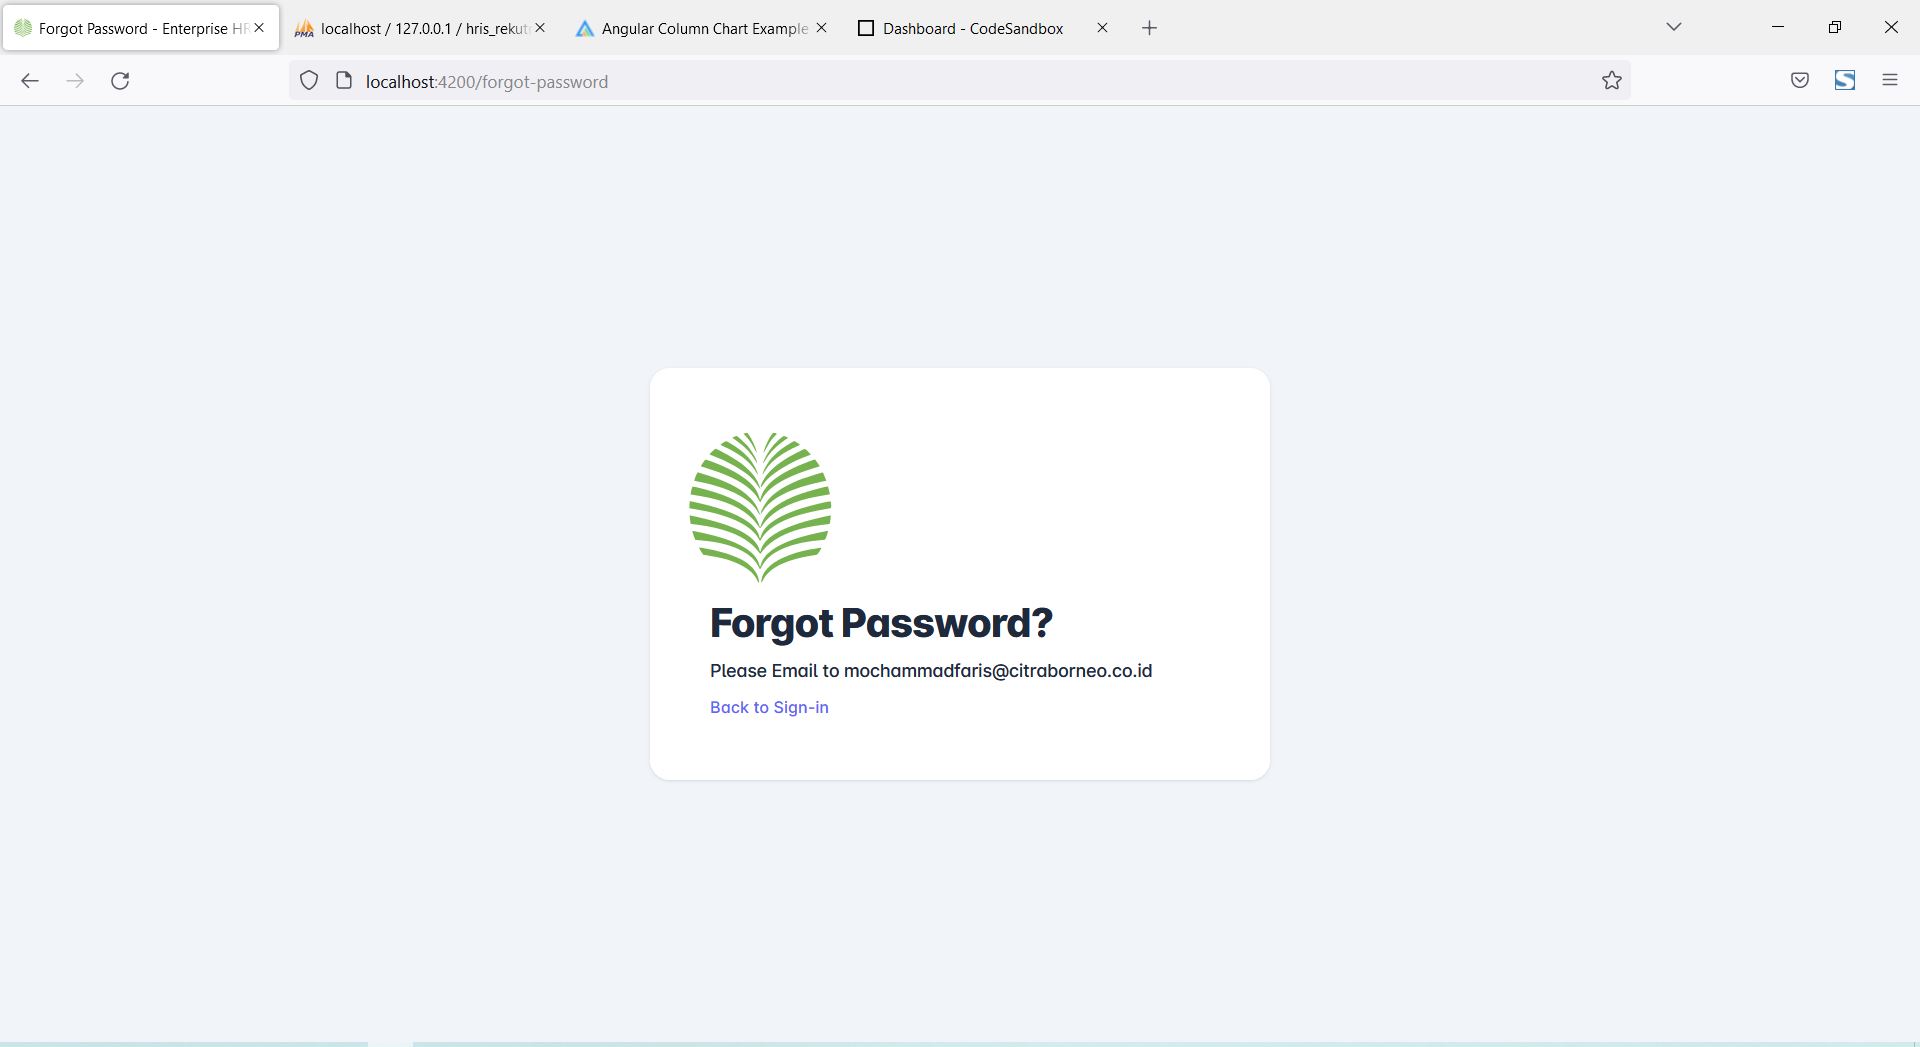 Forgot Password - Enterprise HR
localhost / 127.0.0.1 / hris_rekut
Angular Column Chart Example
Dashboard - CodeSandbox
localhost:4200/forgot-password
Forgot Password?
Please Email to mochammadfaris@citraborneo.co.id
Back to Sign-in